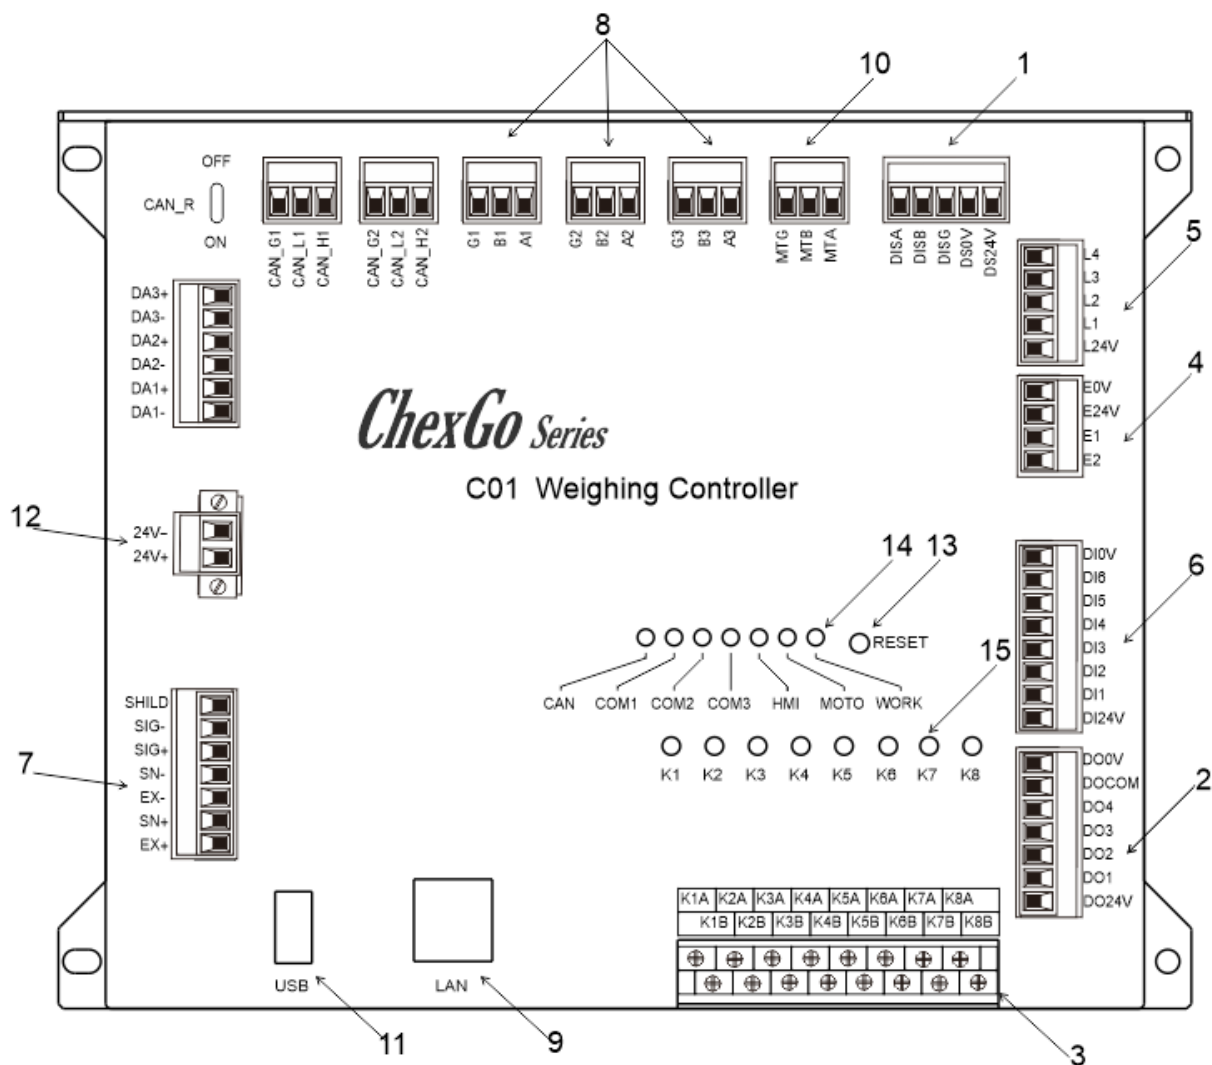 8
10
1
OFF
CAN_R
ON
CAN_G1
CAN_L1
CAN_H1
CAN_G2
CAN_L2
CAN_H2
G1
B1
A1
G2
B2
A2
G3
B3
A3
MTG
MTB
MTA
DISA
DISB
DISG
DS0V
DS24V
L4
L3
L2
L1
L24V
5
DA3+
DA3-
DA2+
DA2-
DA1+
DA1-
E0V
E24V
E1
E2
4
ChexGo Series
C01 Weighing Controller
12
24V-
24V+
14
13
RESET
CAN
COM1
COM2
COM3
HMI
MOTO
WORK
15
K1
K2
K3
K4
K5
K6
K7
K8
DI0V
DI6
DI5
DI4
DI3
DI2
DI1
DI24V
6
7
SHILD
SIG-
SIG+
SN-
EX-
SN+
EX+
DO0V
DOCOM
DO4
DO3
DO2
DO1
DO24V
2
K1A K2A K3A K4A K5A K6A K7A K8A
K1B K2B K3B K4B K5B K6B K7B K8B
USB
LAN
11
9
3